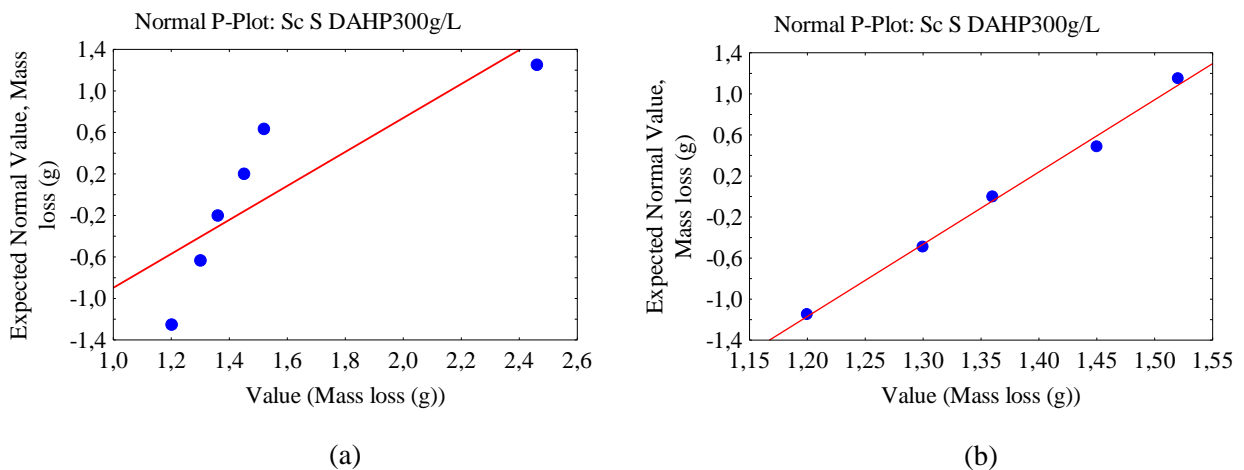 Normal P-Plot: Sc S DAHP300g/L
Expected Normal Value, Mass
loss (g)
1,4
1,0
0,6
0,2
-0,2
-0,6
-1,0
-1,4
1,0 1,2 1,4 1,6 1,8 2,0 2,2 2,4 2,6
Value (Mass loss (g))
(a)
Normal P-Plot: Sc S DAHP300g/L
Expected Normal Value,
Mass loss (g)
1,4
1,0
0,6
0,2
-0,2
-0,6
-1,0
-1,4
1,15 1,20 1,25 1,30 1,35 1,40 1,45 1,50 1,55
Value (Mass loss (g))
(b)